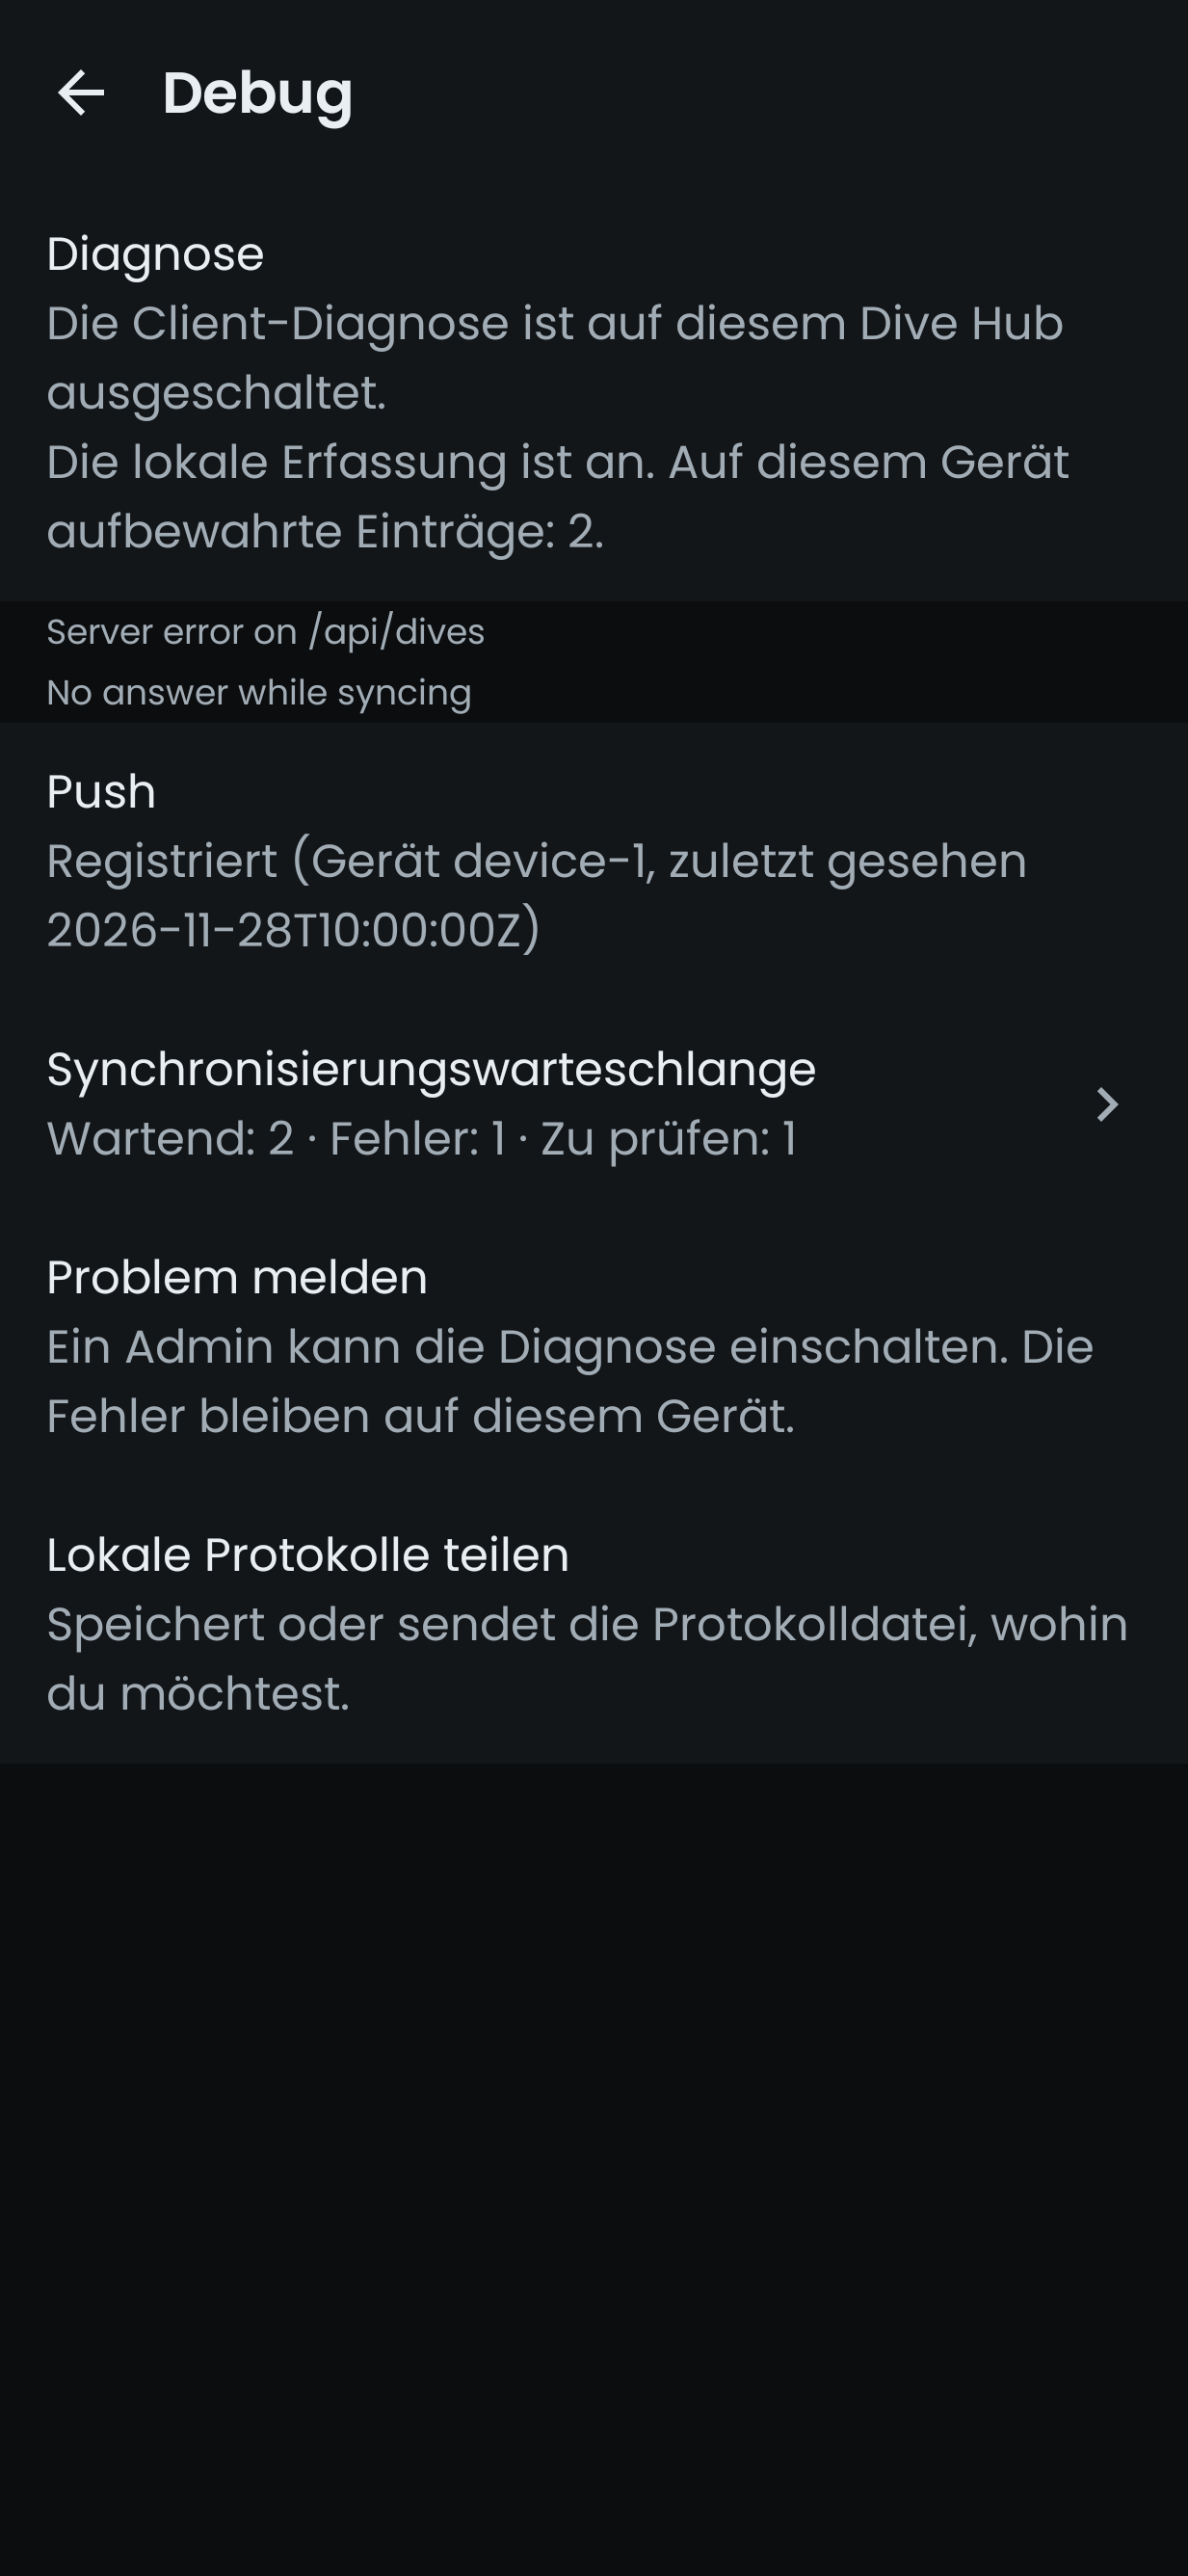 Debug
Diagnose
Die Client-Diagnose ist auf diesem Dive Hub
ausgeschaltet.
Die lokale Erfassung ist an. Auf diesem Gerät
aufbewahrte Einträge: 2.
Server error on /api/dives
No answer while syncing
Push
Registriert (Gerät device-1, zuletzt gesehen
2026-11-28T10:00:00Z)
Synchronisierungswarteschlange
Wartend: 2 · Fehler: 1 · Zu prüfen: 1
Problem melden
Ein Admin kann die Diagnose einschalten. Die
Fehler bleiben auf diesem Gerät.
Lokale Protokolle teilen
Speichert oder sendet die Protokolldatei, wohin
du möchtest.